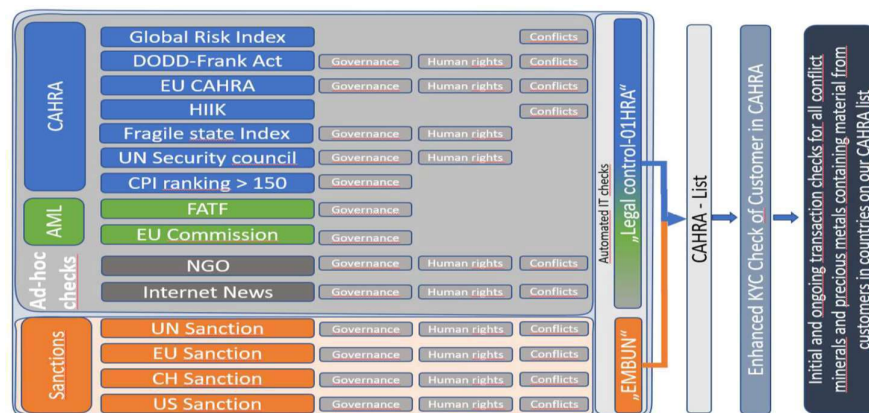 CAHRA
Global Risk Index Conflicts
DODD-Frank Act Governance Human rights Conflicts
EU CAHRA Governance Human rights Conflicts
HIIK Conflicts
Fragile state Index Governance Human rights
UN Security council Governance Human rights
CPI ranking > 150 Governance
AML
FATF Governance
EU Commission Governance
Ad-hoc
checks
NGO Governance Human rights Conflicts
Internet News Governance Human rights Conflicts
Sanctions
UN Sanction Governance Human rights Conflicts
EU Sanction Governance Human rights Conflicts
CH Sanction Governance Human rights Conflicts
US Sanction Governance Human rights Conflicts
Automated IT checks
„Legal control-01HRA“
„EMBUN“
CAHRA - List
Enhanced KYC Check of Customer in CAHRA
Initial and ongoing transaction checks for all conflict
minerals and precious metals containing material from
customers in countries on our CAHRA list